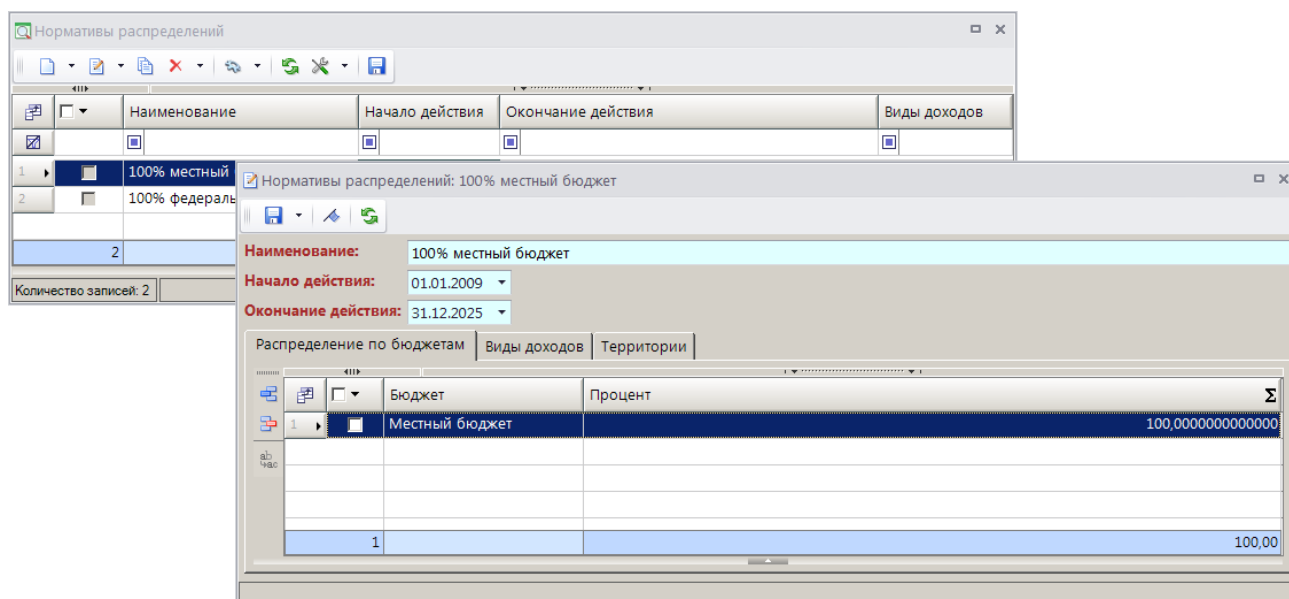 Нормативы распределений
Наименование Начало действия Окончание действия Виды доходов
1 100% местный
2 100% федераль
2
Количество записей: 2
Нормативы распределений: 100% местный бюджет
Наименование: 100% местный бюджет
Начало действия: 01.01.2009
Окончание действия: 31.12.2025
Распределение по бюджетам Виды доходов Территории
Бюджет Процент Σ
1 Местный бюджет 100,0000000000000
1 100,00